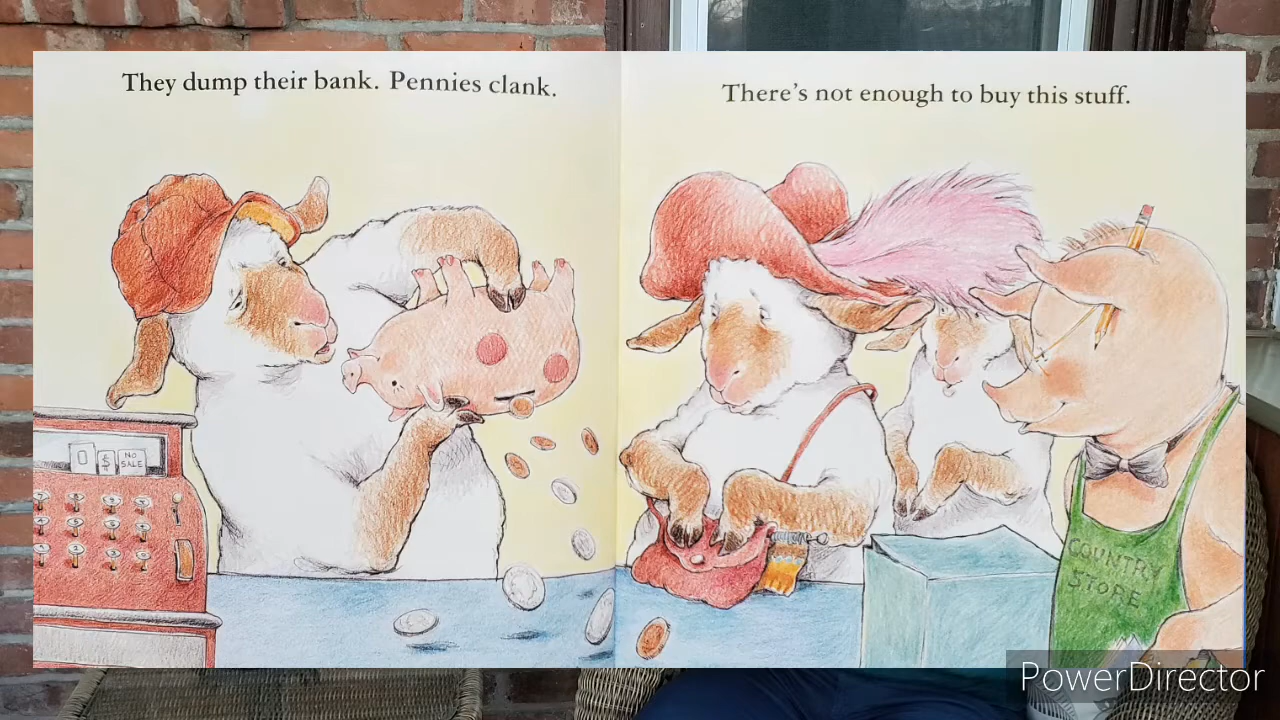 They dump their bank. Pennies clank.
There's not enough to buy this stuff.
0
$
NO
SALE
COUNTRY
STORE
PowerDirector